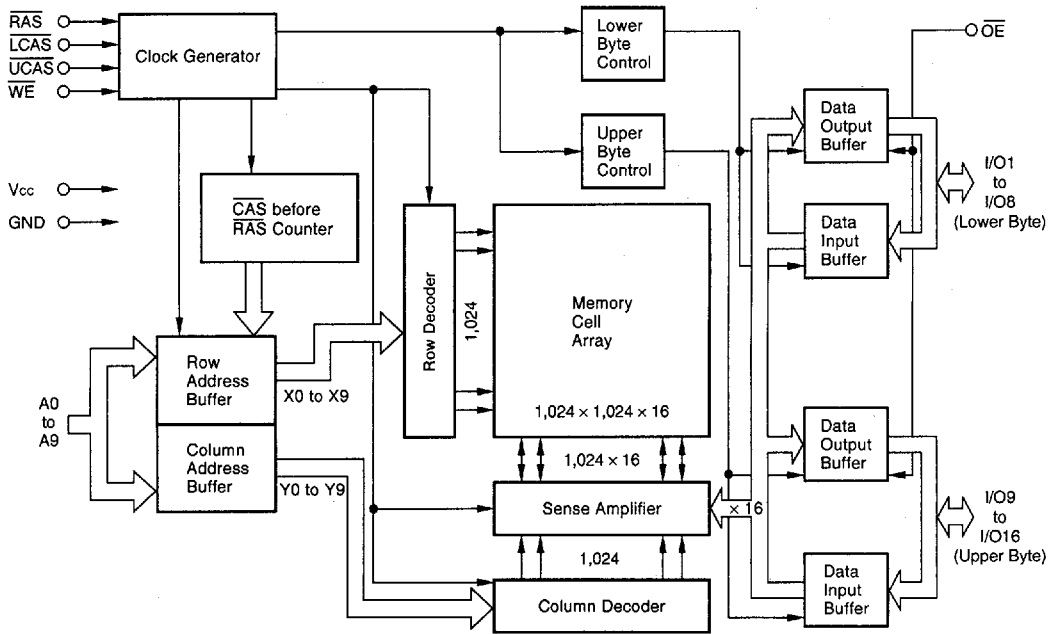 RAS
LCAS
UCAS
WE
Clock Generator
Lower
Byte
Control
OE
Upper
Byte
Control
Data
Output
Buffer
I/O1
to
I/O8
(Lower Byte)
Vcc
GND
CAS before
RAS Counter
Data
Input
Buffer
Row Decoder
1,024
Memory
Cell
Array
1,024 × 1,024 × 16
Row
Address
Buffer
X0 to X9
A0
to
A9
Column
Address
Buffer
Y0 to Y9
1,024 × 16
Sense Amplifier
× 16
1,024
Column Decoder
Data
Output
Buffer
I/O9
to
I/O16
(Upper Byte)
Data
Input
Buffer